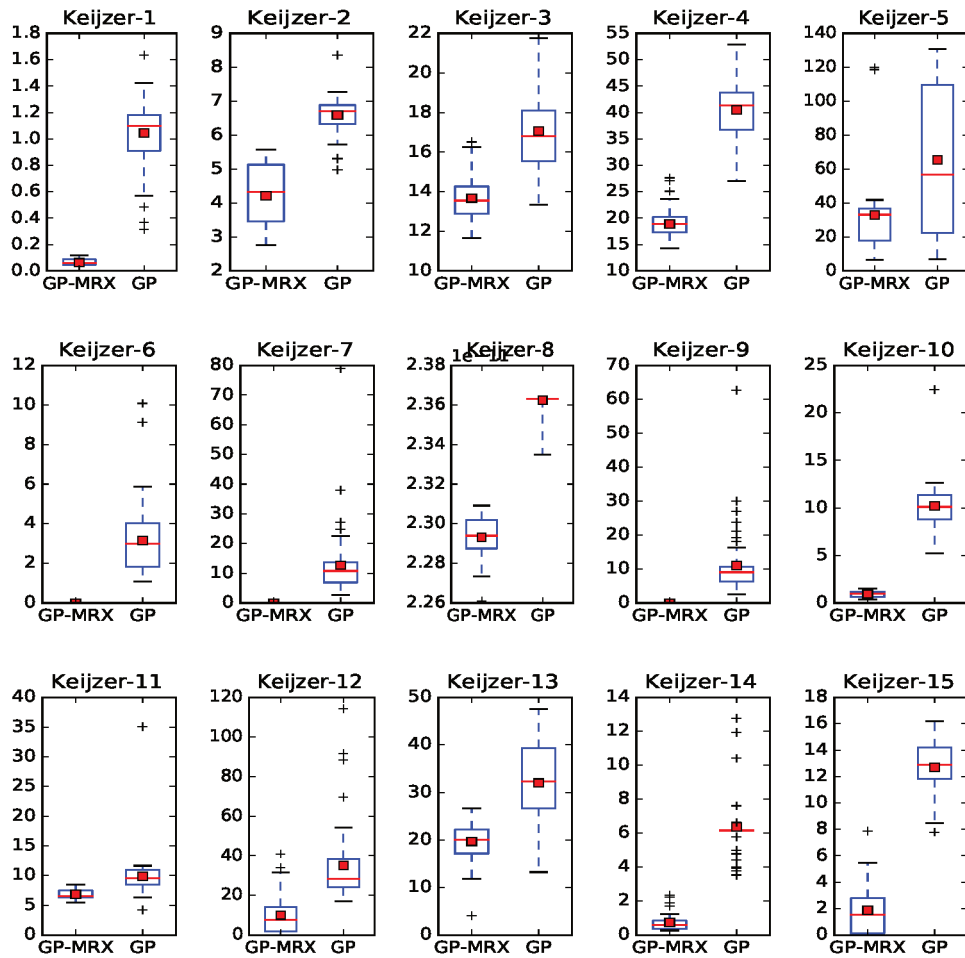 Keijzer-1 Keijzer-2 Keijzer-3 Keijzer-4 Keijzer-5
1.8 9 22 55 140
1.6 8 20 50 120
1.4 7 18 45 100
1.2 6 16 40 80
1.0 5 14 35 60
0.8 4 12 30 40
0.6 3 10 25 20
0.4 2 20 0
0.2 15
0.0 10
GP-MRX GP GP-MRX GP GP-MRX GP GP-MRX GP GP-MRX GP
Keijzer-6 Keijzer-7 Keijzer-8 Keijzer-9 Keijzer-10
1e-11
12 80 2.38 70 25
10 70 2.36 60 20
8 60 2.34 50 15
6 50 2.32 40 10
4 40 2.30 30 5
2 30 2.28 20 0
0 20 2.26 10
10 0
0
GP-MRX GP GP-MRX GP GP-MRX GP GP-MRX GP GP-MRX GP
Keijzer-11 Keijzer-12 Keijzer-13 Keijzer-14 Keijzer-15
40 120 50 14 18
35 100 40 12 16
30 80 30 10 14
25 60 20 8 12
20 40 10 6 10
15 20 0 4 8
10 0 2 6
5 0 4
0 2
0
GP-MRX GP GP-MRX GP GP-MRX GP GP-MRX GP GP-MRX GP